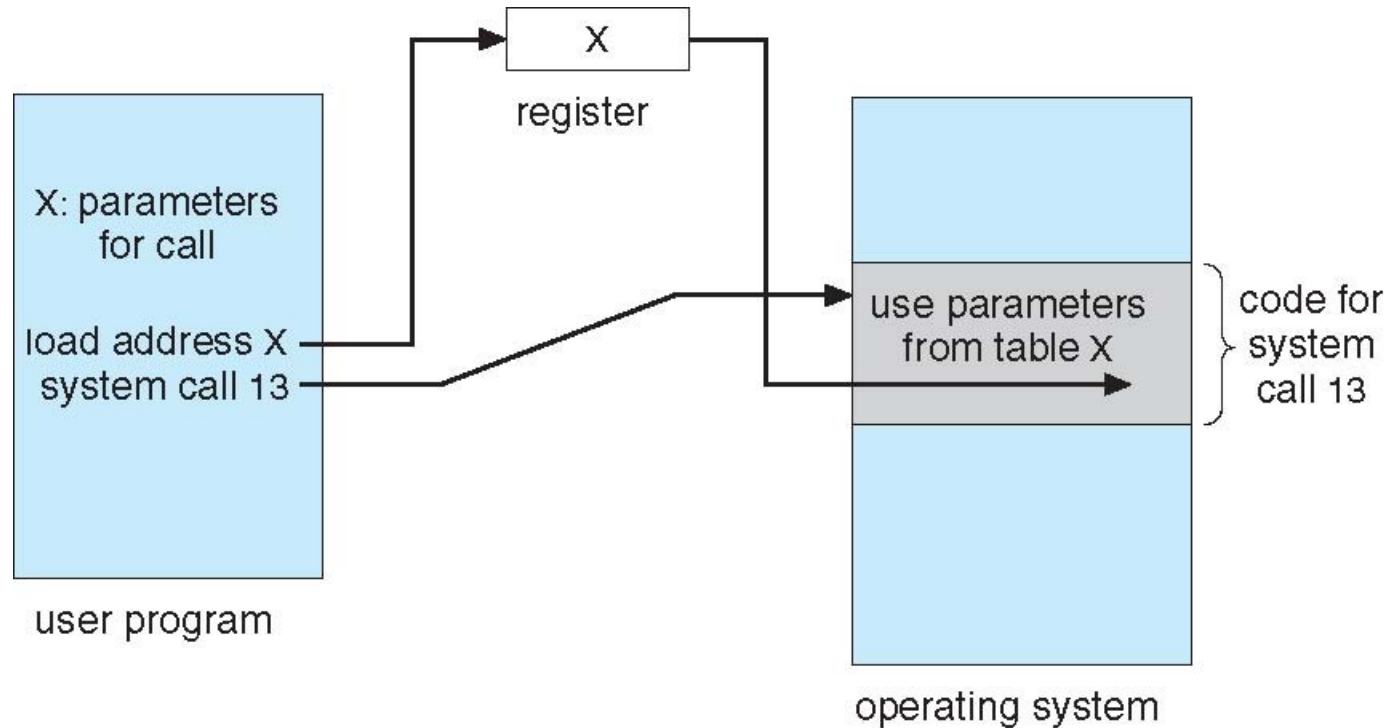 X
register
X: parameters
for call
load address X
system call 13
user program
use parameters
from table X
code for
system
call 13
operating system